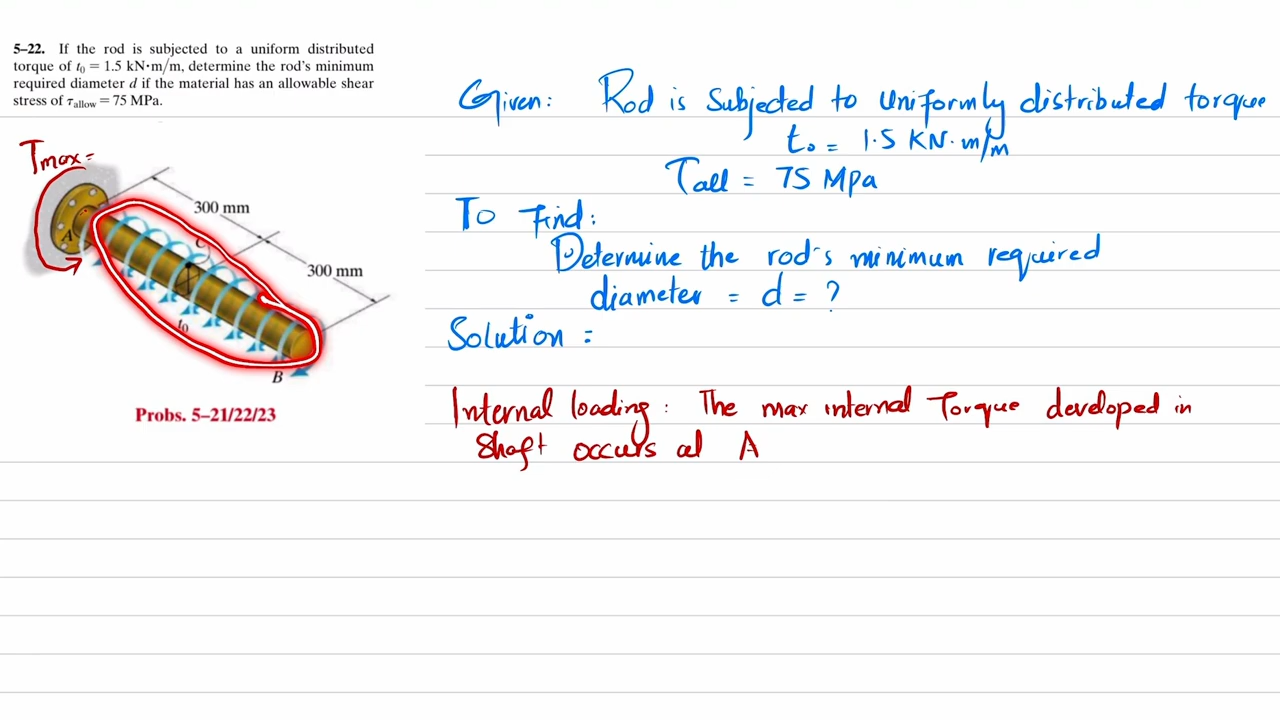 5–22. If the rod is subjected to a uniform distributed
torque of t₀ = 1.5 kN·m/m, determine the rod's minimum
required diameter d if the material has an allowable shear
stress of τallow = 75 MPa.
Tmax=
300 mm
A
C
300 mm
t₀
B
Probs. 5–21/22/23
Given: Rod is subjected to uniformly distributed torque
t₀ = 1.5 KN·m/m
τall = 75 MPa
To Find:
Determine the rod's minimum required
diameter = d = ?
Solution =
Internal loading: The max internal Torque developed in
shaft occurs at A